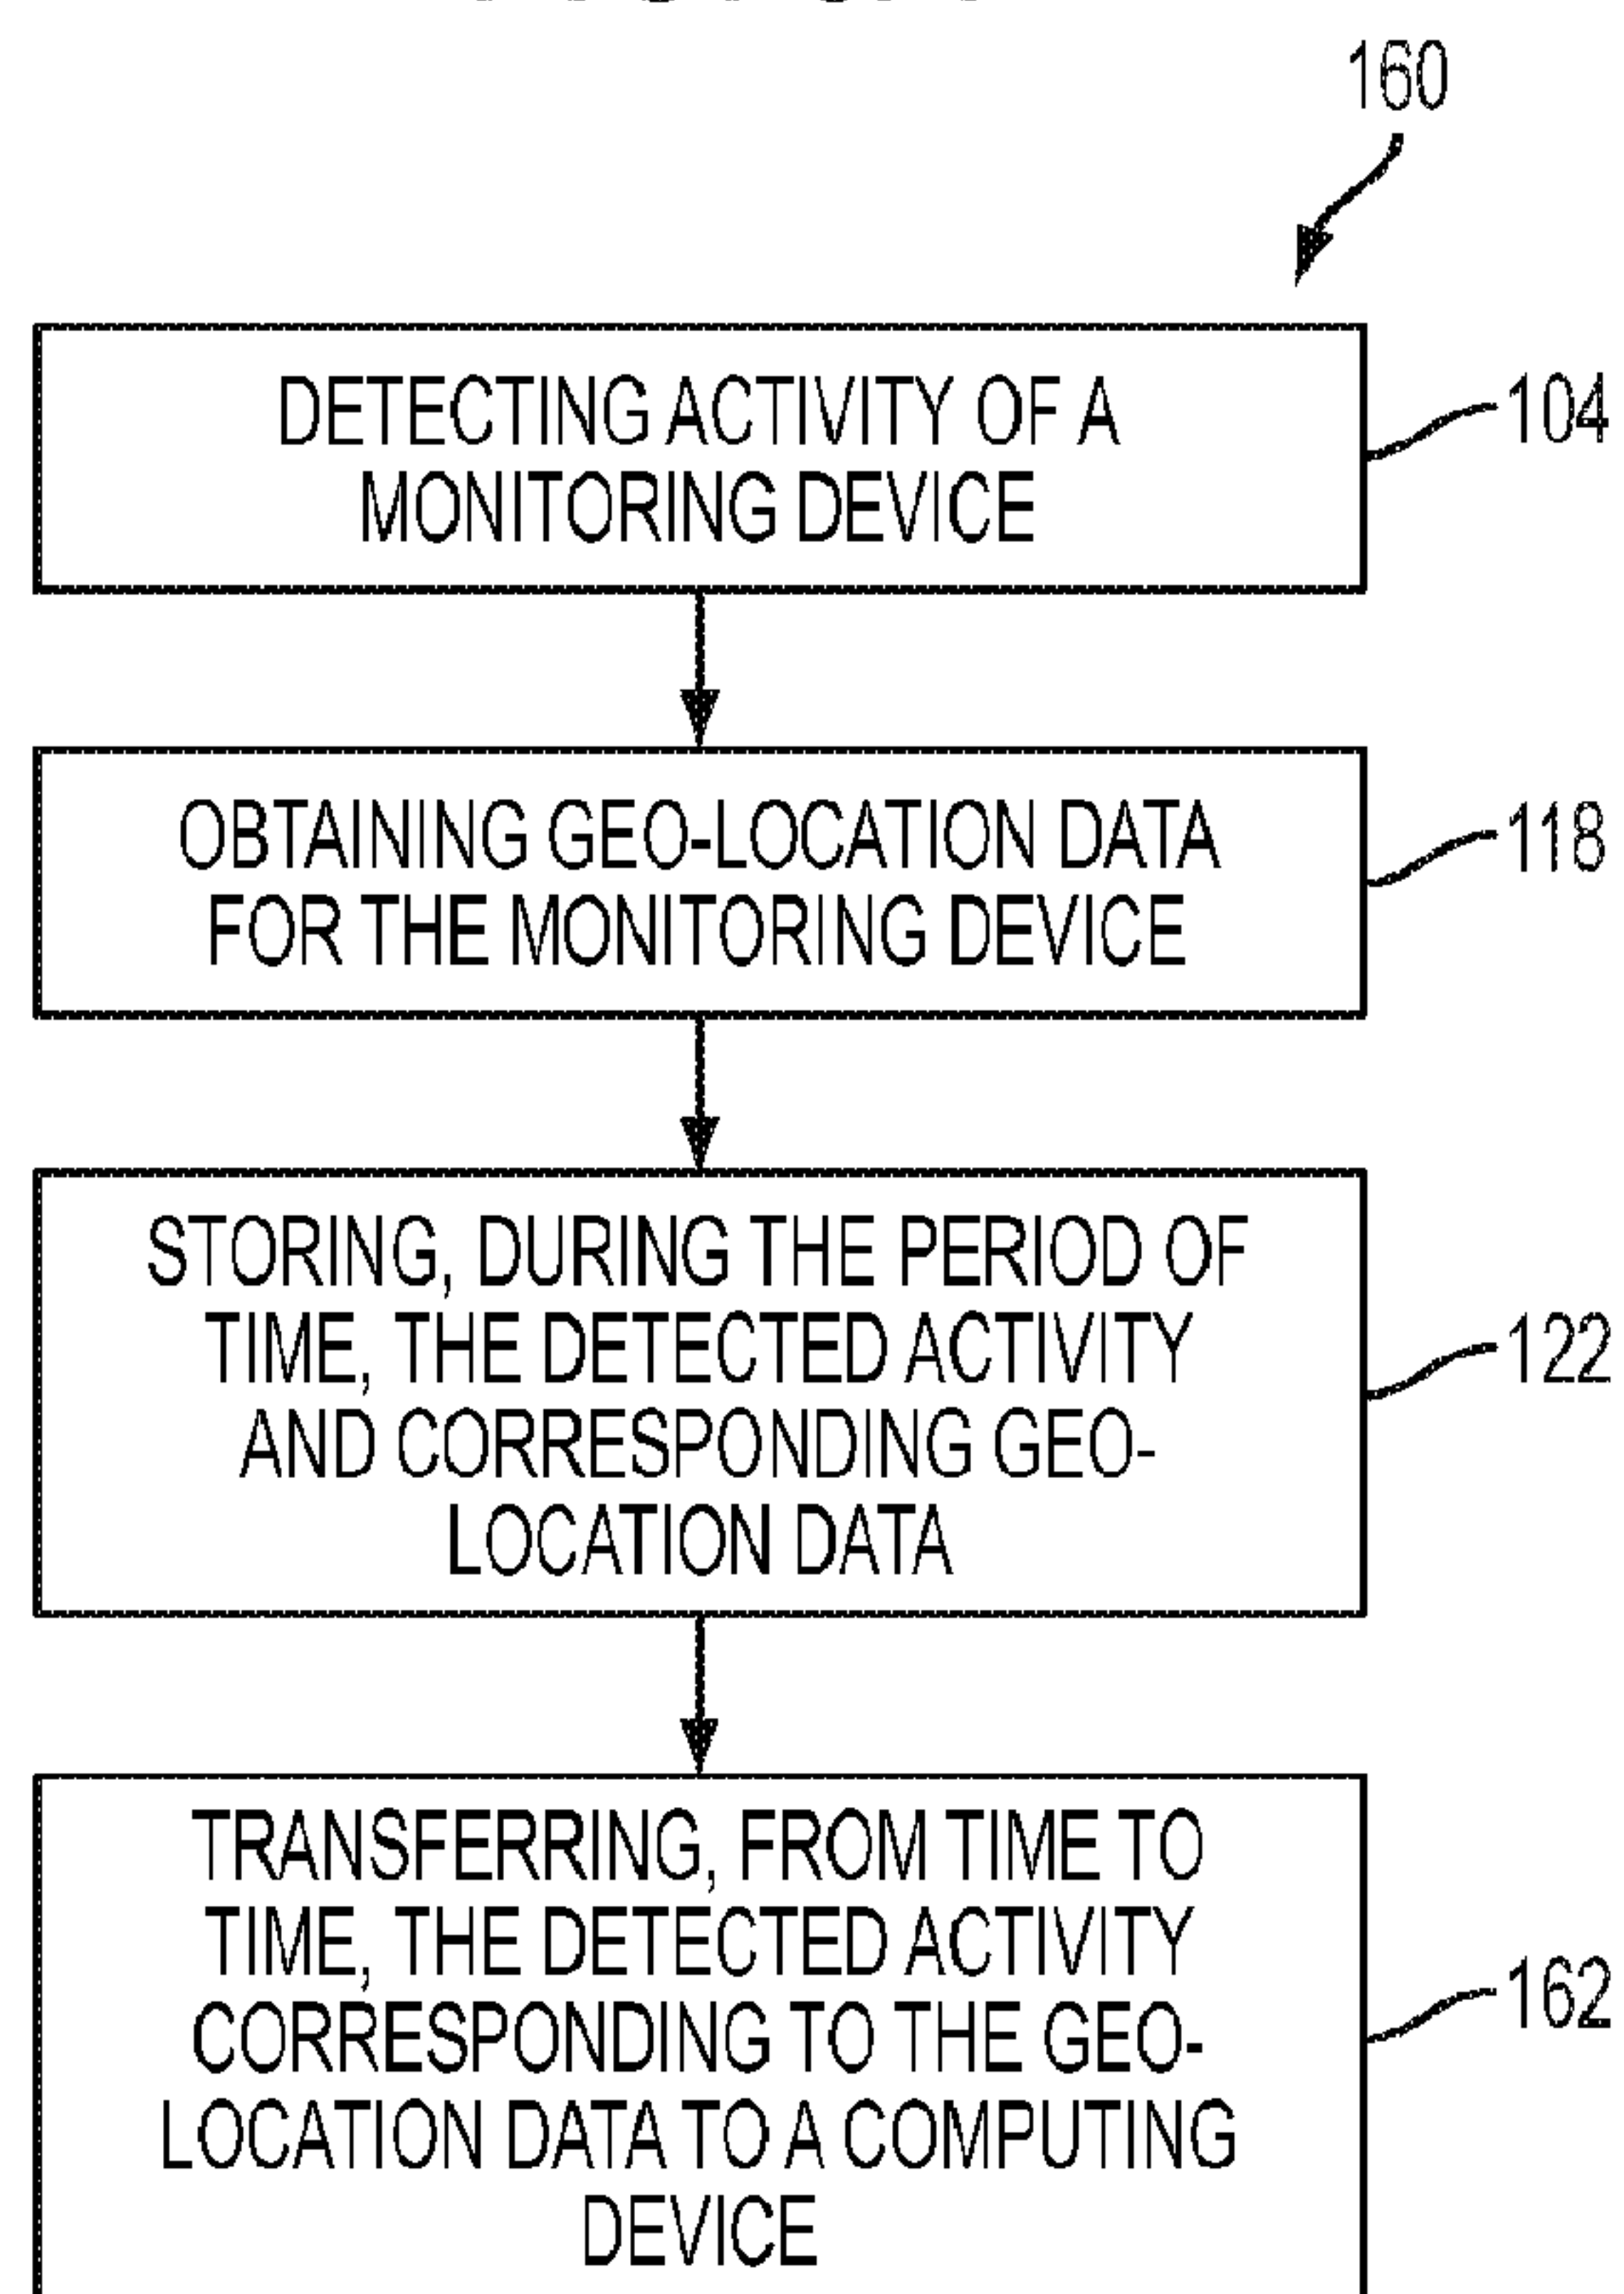 160
DETECTING ACTIVITY OF A
MONITORING DEVICE
104
OBTAINING GEO-LOCATION DATA
FOR THE MONITORING DEVICE
118
STORING, DURING THE PERIOD OF
TIME, THE DETECTED ACTIVITY
AND CORRESPONDING GEO-
LOCATION DATA
122
TRANSFERRING, FROM TIME TO
TIME, THE DETECTED ACTIVITY
CORRESPONDING TO THE GEO-
LOCATION DATA TO A COMPUTING
DEVICE
162